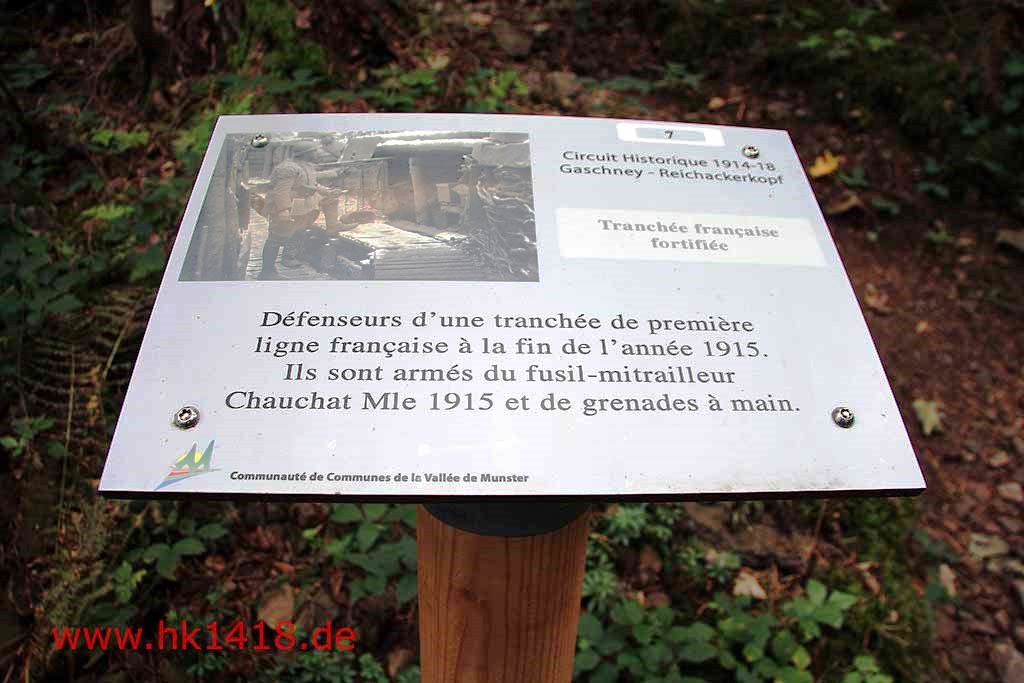 7
Circuit Historique 1914-18
Gaschney - Reichackerkopf
Tranchée française
fortifiée
Défenseurs d'une tranchée de première
ligne française à la fin de l'année 1915.
Ils sont armés du fusil-mitrailleur
Chauchat Mle 1915 et de grenades à main.
Communauté de Communes de la Vallée de Munster
www.hk1418.de